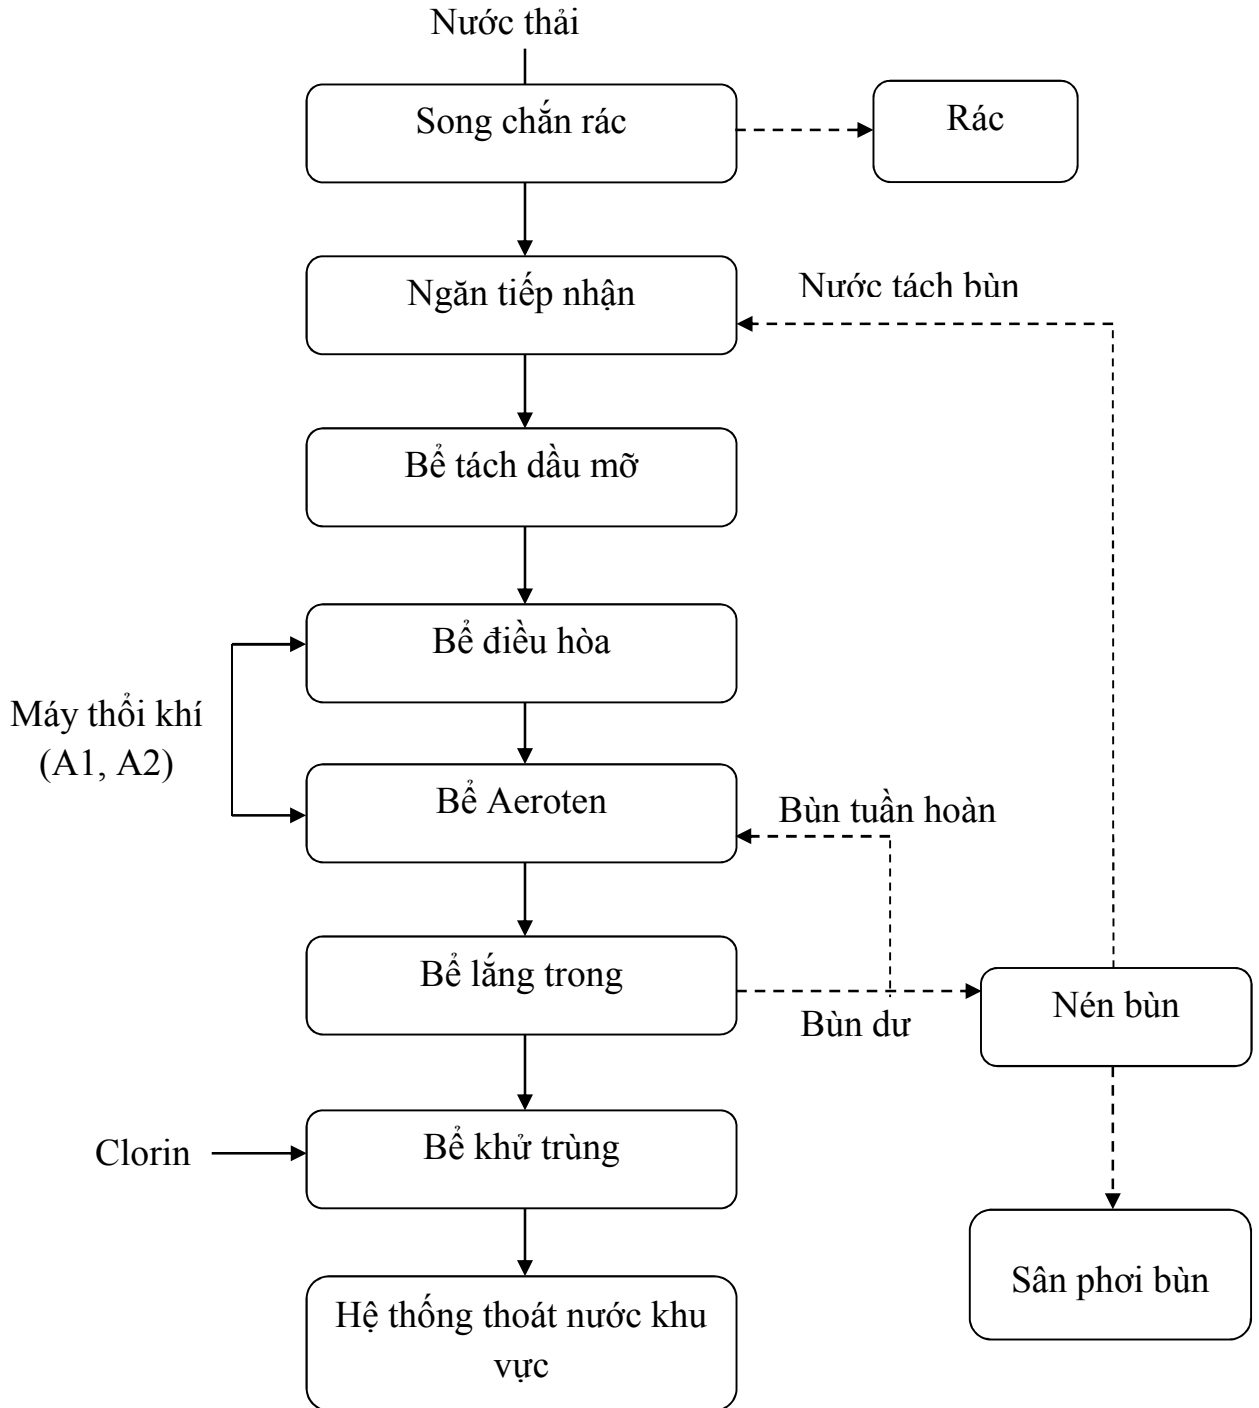 Nước thải
Song chắn rác
Rác
Ngăn tiếp nhận
Nước tách bùn
Bể tách dầu mỡ
Bể điều hòa
Máy thổi khí
(A1, A2)
Bể Aeroten
Bùn tuần hoàn
Bể lắng trong
Bùn dư
Nén bùn
Clorin
Bể khử trùng
Sân phơi bùn
Hệ thống thoát nước khu
vực